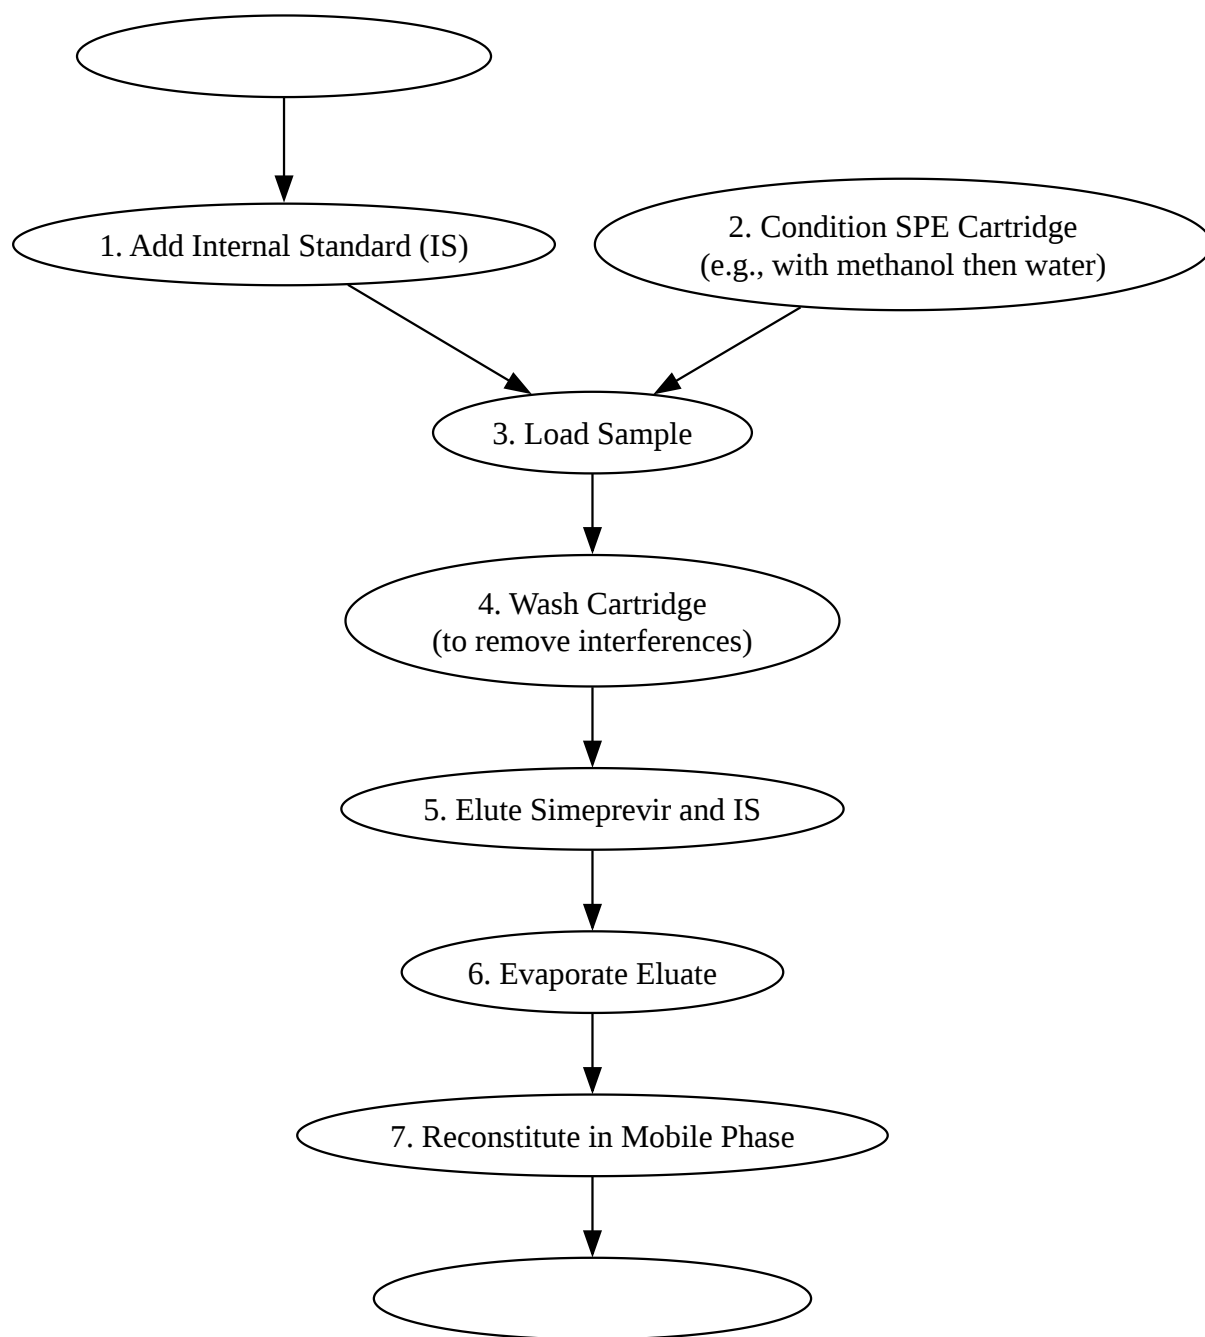 1. Add Internal Standard (IS)
2. Condition SPE Cartridge
(e.g., with methanol then water)
3. Load Sample
4. Wash Cartridge
(to remove interferences)
5. Elute Simeprevir and IS
6. Evaporate Eluate
7. Reconstitute in Mobile Phase